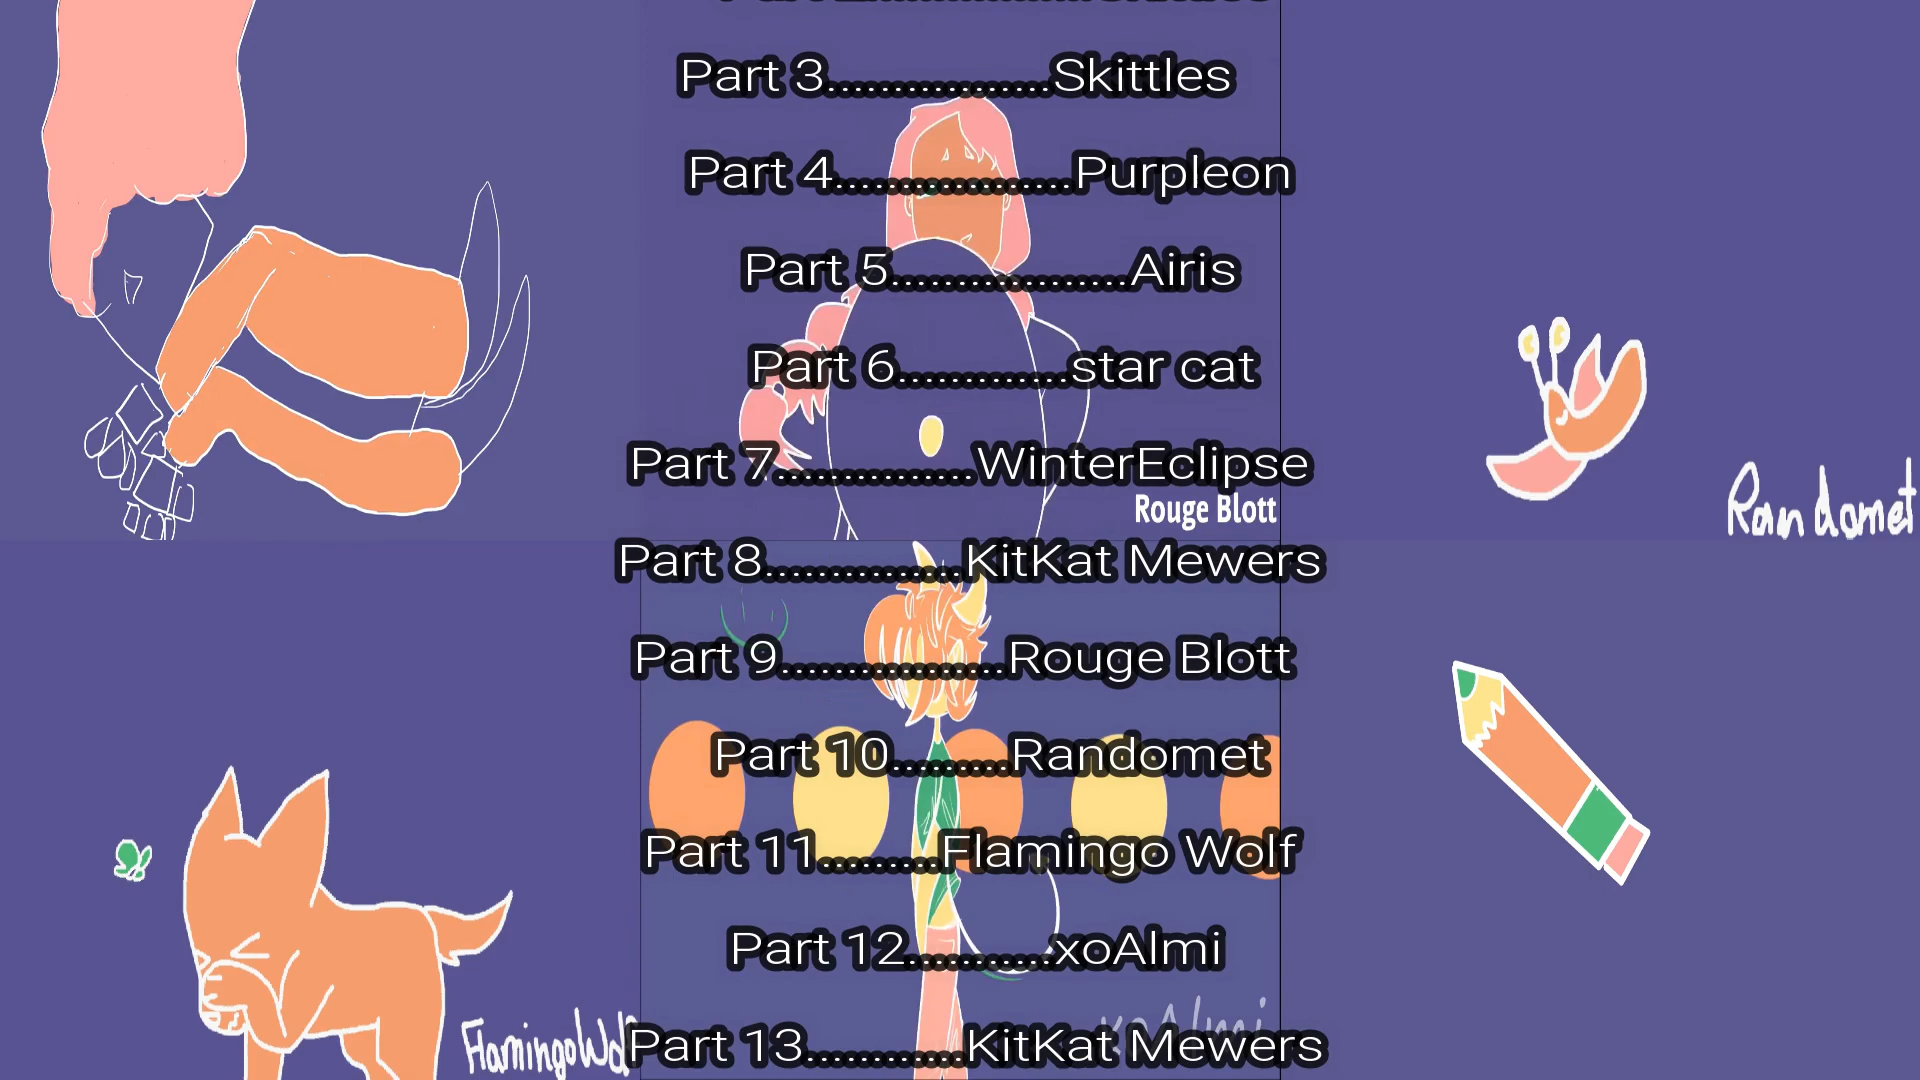 Part 3.................Skittles
Part 4..................Purpleon
Part 5..................Airis
Part 6.............star cat
Part 7...............WinterEclipse
Rouge Blott
Randomet
Part 8...............KitKat Mewers
Part 9.................Rouge Blott
Part 10.........Randomet
Part 11.........Flamingo Wolf
Part 12...........xoAlmi
xoAlmi
FlamingoWolf
Part 13............KitKat Mewers